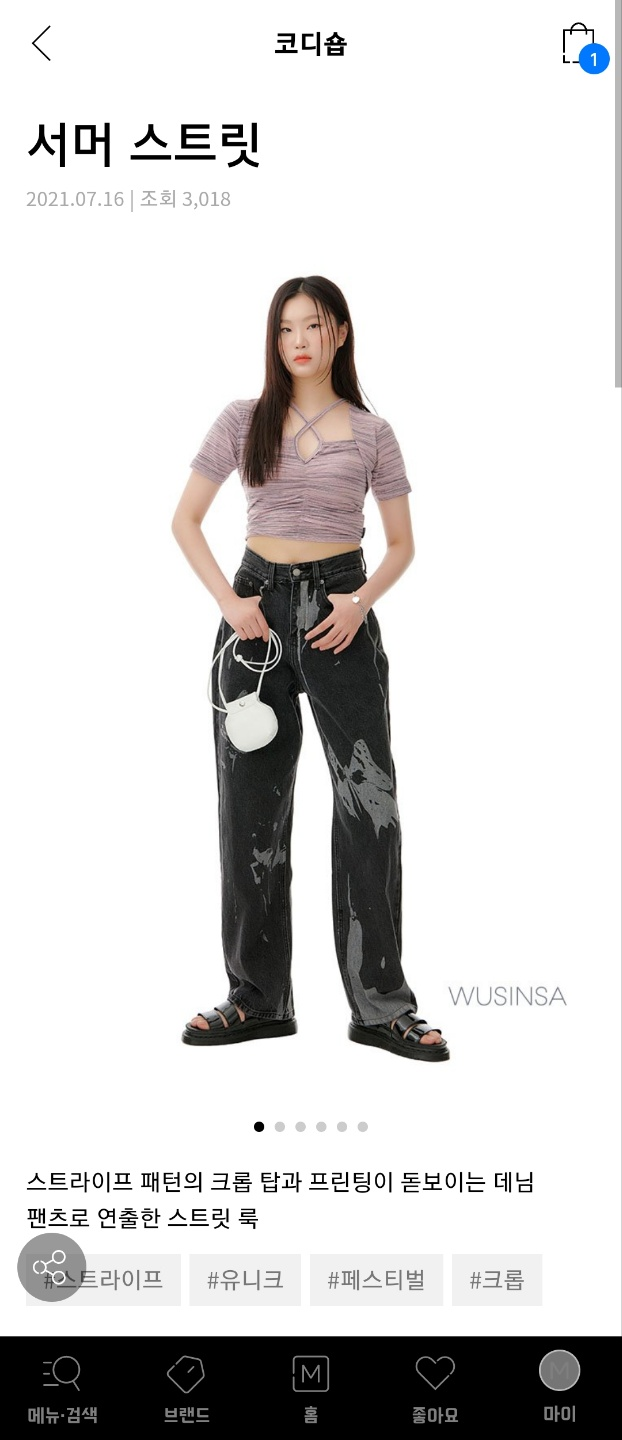 코디숍
1
서머 스트릿
2021.07.16 | 조회 3,018
WUSINSA
스트라이프 패턴의 크롭 탑과 프린팅이 돋보이는 데님
팬츠로 연출한 스트릿 룩
#스트라이프 #유니크 #페스티벌 #크롭
메뉴·검색 브랜드 M 홈 좋아요 M 마이